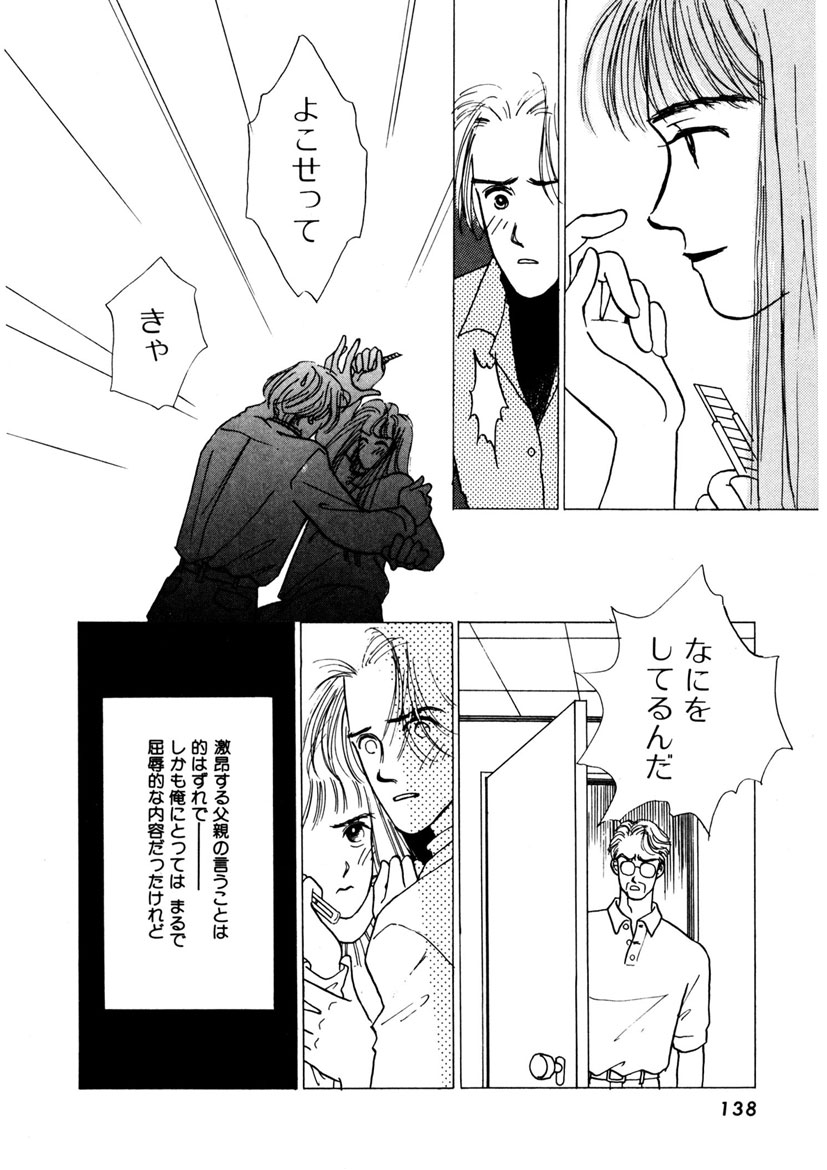 よこせって
きゃ
なにを
してるんだ
激昂する父親の言うことは
的はずれで――――
しかも俺にとっては まるで
屈辱的な内容だったけれど
138